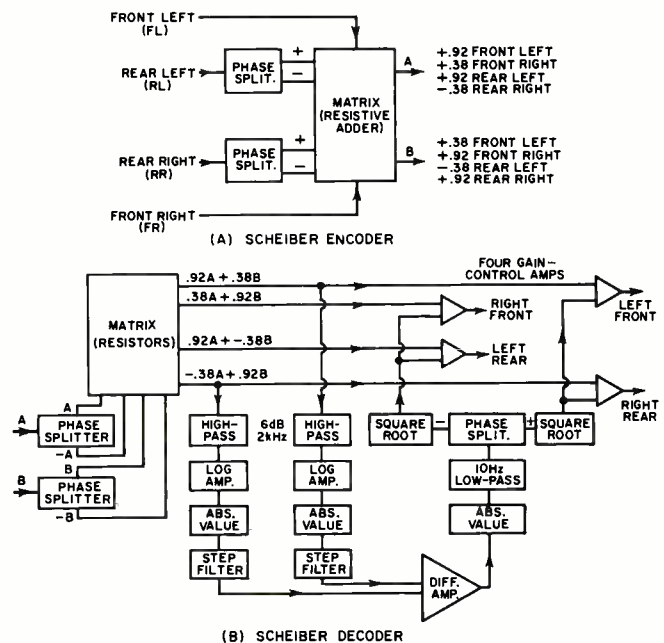 FRONT LEFT
(FL)
REAR LEFT
(RL)
PHASE
SPLIT.
+
−
REAR RIGHT
(RR)
PHASE
SPLIT.
+
−
FRONT RIGHT
(FR)
MATRIX
(RESISTIVE
ADDER)
A
+.92 FRONT LEFT
+.38 FRONT RIGHT
+.92 REAR LEFT
-.38 REAR RIGHT
B
+.38 FRONT LEFT
+.92 FRONT RIGHT
-.38 REAR LEFT
+.92 REAR RIGHT
(A) SCHEIBER ENCODER
MATRIX
(RESISTORS)
.92A+.38B
.38A+.92B
.92A+-.38B
-.38A+.92B
FOUR GAIN-
CONTROL AMPS
LEFT
FRONT
RIGHT
FRONT
LEFT
REAR
RIGHT
REAR
A
PHASE
SPLITTER
A
-A
B
PHASE
SPLITTER
B
-B
HIGH-
PASS
6dB
2kHz
HIGH-
PASS
SQUARE
ROOT
−
PHASE
SPLIT.
+
SQUARE
ROOT
LOG
AMP.
LOG
AMP.
10Hz
LOW-PASS
ABS.
VALUE
ABS.
VALUE
ABS.
VALUE
STEP
FILTER
STEP
FILTER
DIFF.
AMP.
(B) SCHEIBER DECODER